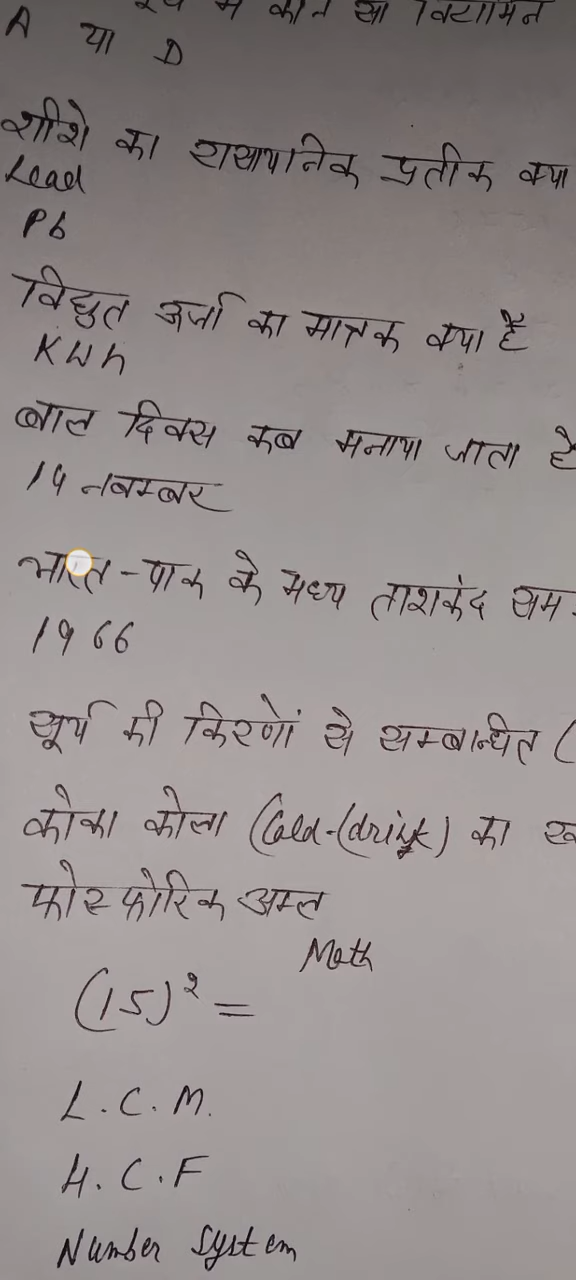 में कौन सा विटामिन
A या D
शीशे का रासायनिक प्रतीक क्या
Lead
Pb
विद्युत ऊर्जा का मात्रक क्या है
KWh
बाल दिवस कब मनाया जाता है
14 नवम्बर
भारत-पाक के मध्य ताशकंद सम
1966
सूर्य की किरणों से सम्बन्धित (
कोका कोला (Cold-(drink) का
फोस्फोरिक अम्ल
Math
(15)² =
L.C.M.
H.C.F
Number System